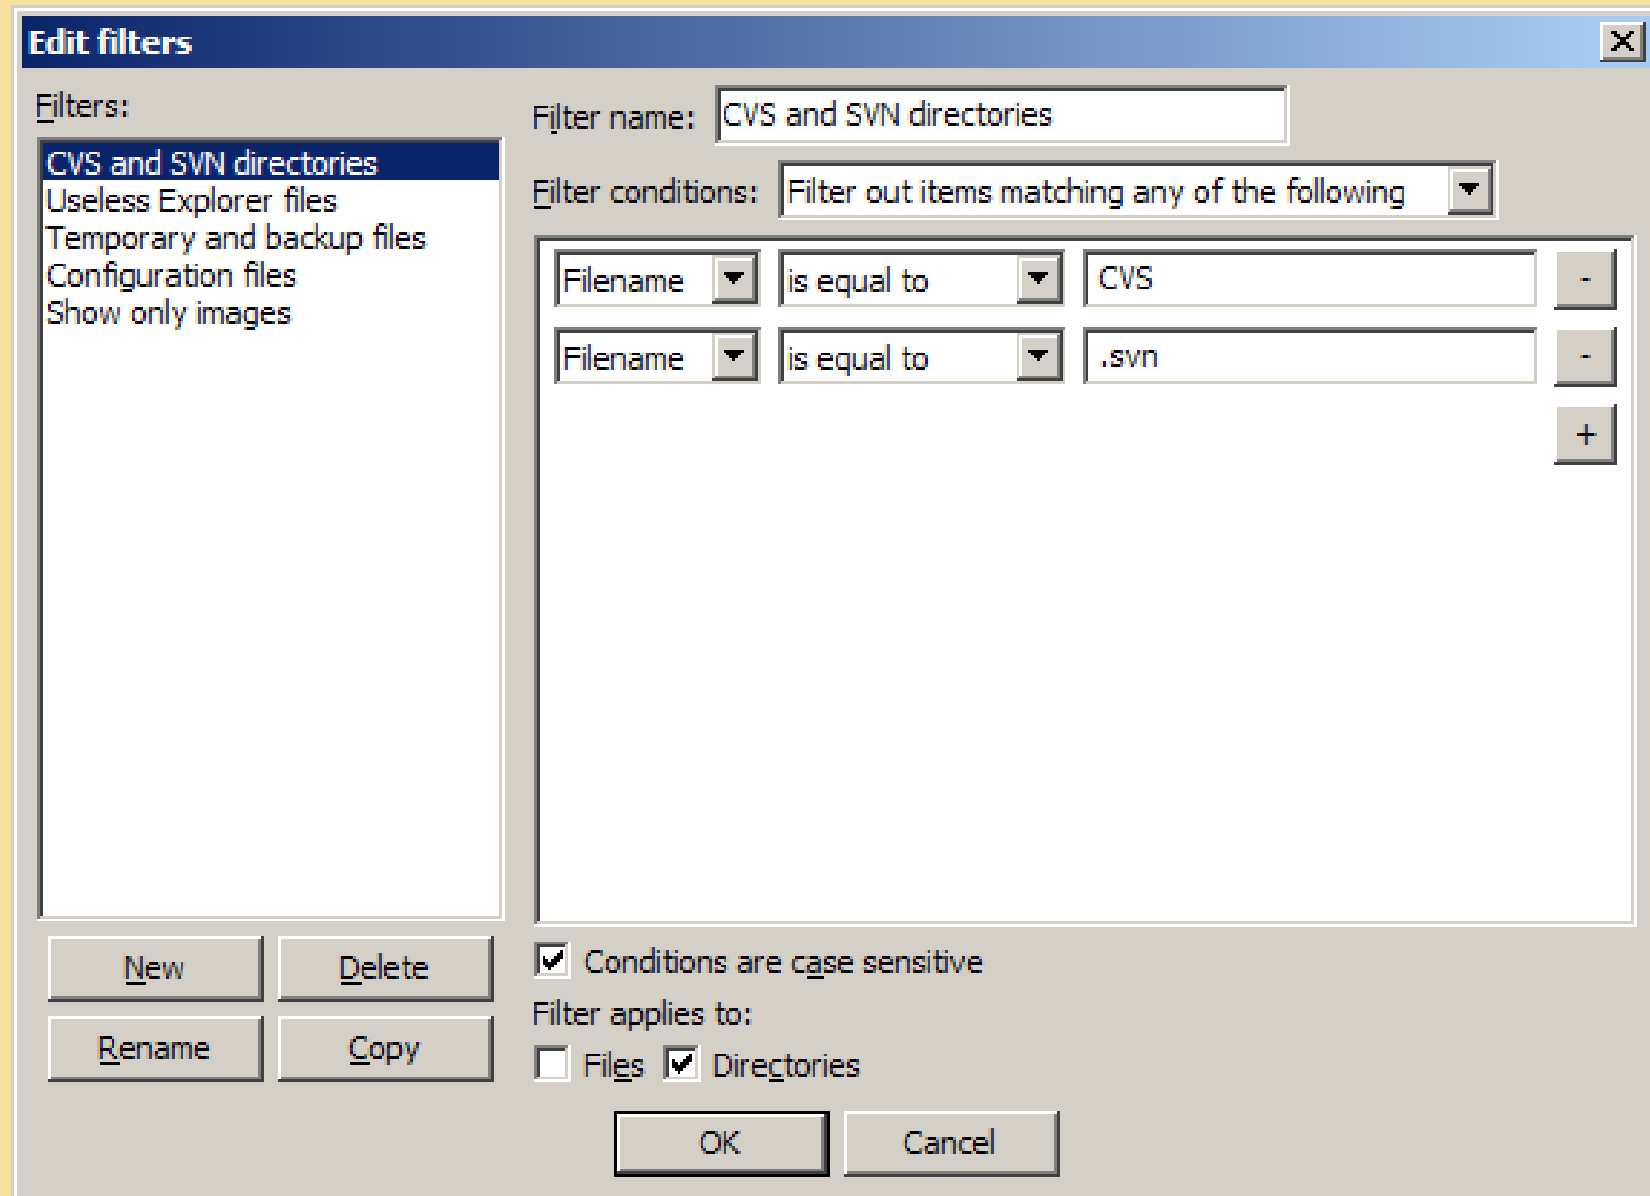 Edit filters
Filters:
CVS and SVN directories
Useless Explorer files
Temporary and backup files
Configuration files
Show only images
New
Delete
Rename
Copy
Filter name: CVS and SVN directories
Filter conditions: Filter out items matching any of the following
Filename is equal to CVS -
Filename is equal to .svn -
+
Conditions are case sensitive
Filter applies to:
Files Directories
OK Cancel